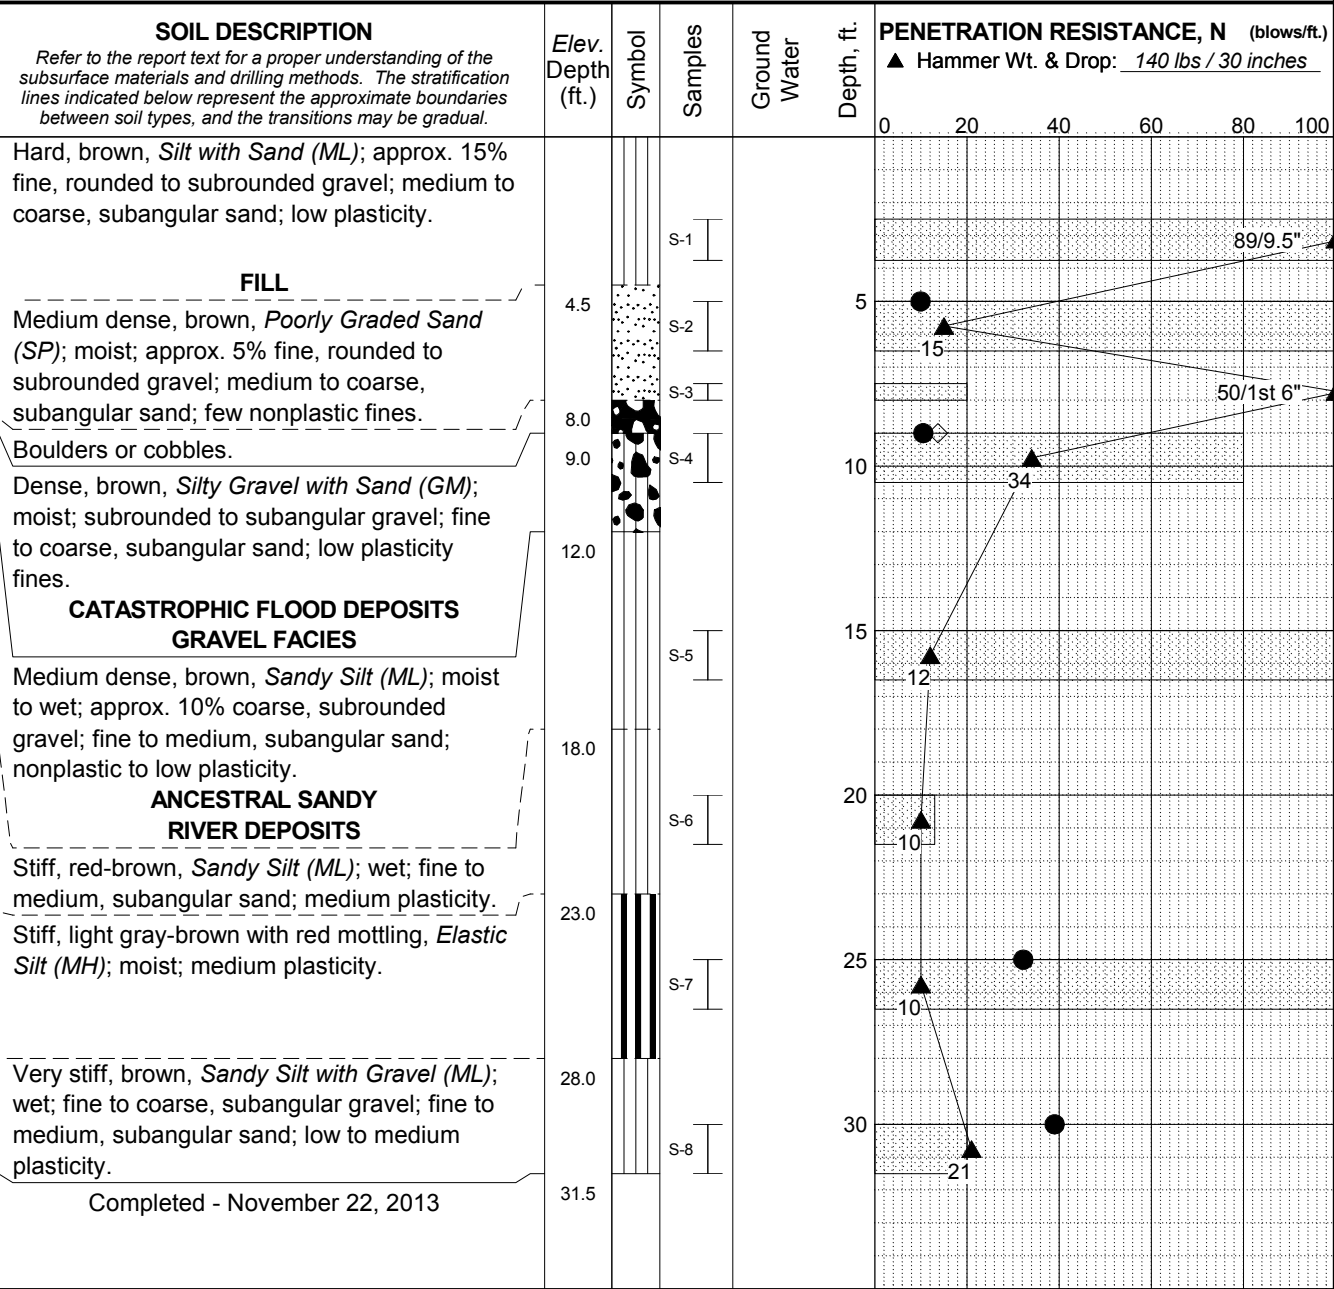 SOIL DESCRIPTION
Refer to the report text for a proper understanding of the
subsurface materials and drilling methods. The stratification
lines indicated below represent the approximate boundaries
between soil types, and the transitions may be gradual.
Elev.
Depth
(ft.)
Symbol
Samples
Ground
Water
Depth, ft.
PENETRATION RESISTANCE, N (blows/ft.)
▲ Hammer Wt. & Drop: 140 lbs / 30 inches
0 20 40 60 80 100
Hard, brown, Silt with Sand (ML); approx. 15%
fine, rounded to subrounded gravel; medium to
coarse, subangular sand; low plasticity.
FILL
Medium dense, brown, Poorly Graded Sand
(SP); moist; approx. 5% fine, rounded to
subrounded gravel; medium to coarse,
subangular sand; few nonplastic fines.
Boulders or cobbles.
Dense, brown, Silty Gravel with Sand (GM);
moist; subrounded to subangular gravel; fine
to coarse, subangular sand; low plasticity
fines.
CATASTROPHIC FLOOD DEPOSITS
GRAVEL FACIES
Medium dense, brown, Sandy Silt (ML); moist
to wet; approx. 10% coarse, subrounded
gravel; fine to medium, subangular sand;
nonplastic to low plasticity.
ANCESTRAL SANDY
RIVER DEPOSITS
Stiff, red-brown, Sandy Silt (ML); wet; fine to
medium, subangular sand; medium plasticity.
Stiff, light gray-brown with red mottling, Elastic
Silt (MH); moist; medium plasticity.
Very stiff, brown, Sandy Silt with Gravel (ML);
wet; fine to coarse, subangular gravel; fine to
medium, subangular sand; low to medium
plasticity.
Completed - November 22, 2013
4.5
8.0
9.0
12.0
18.0
23.0
28.0
31.5
S-1
S-2
S-3
S-4
S-5
S-6
S-7
S-8
5
10
15
20
25
30
89/9.5"
15
50/1st 6"
34
12
10
10
21